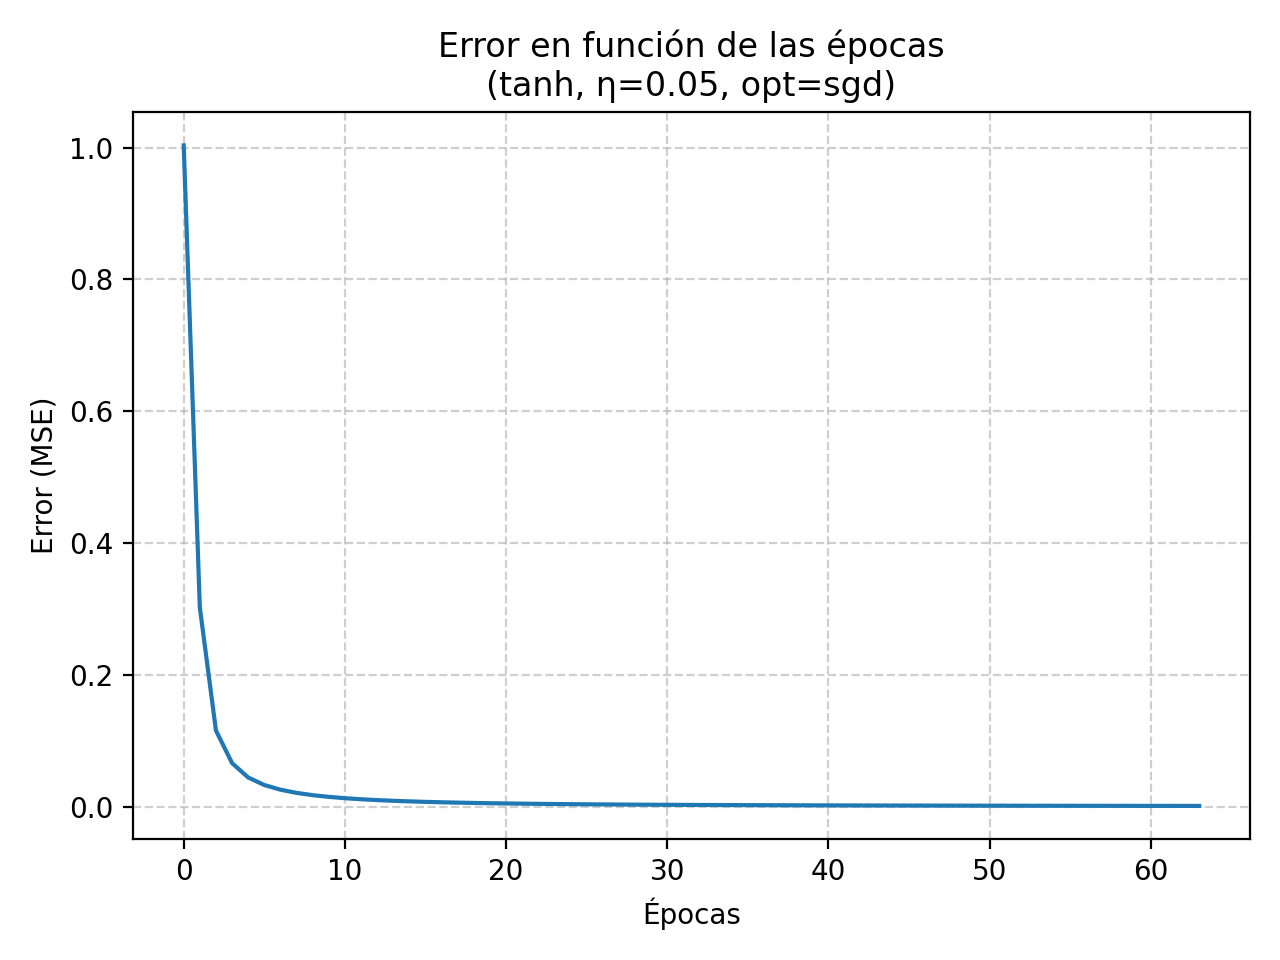 Error en función de las épocas
(tanh, η=0.05, opt=sgd)
1.0
0.8
0.6
0.4
0.2
0.0
Error (MSE)
0 10 20 30 40 50 60
Épocas